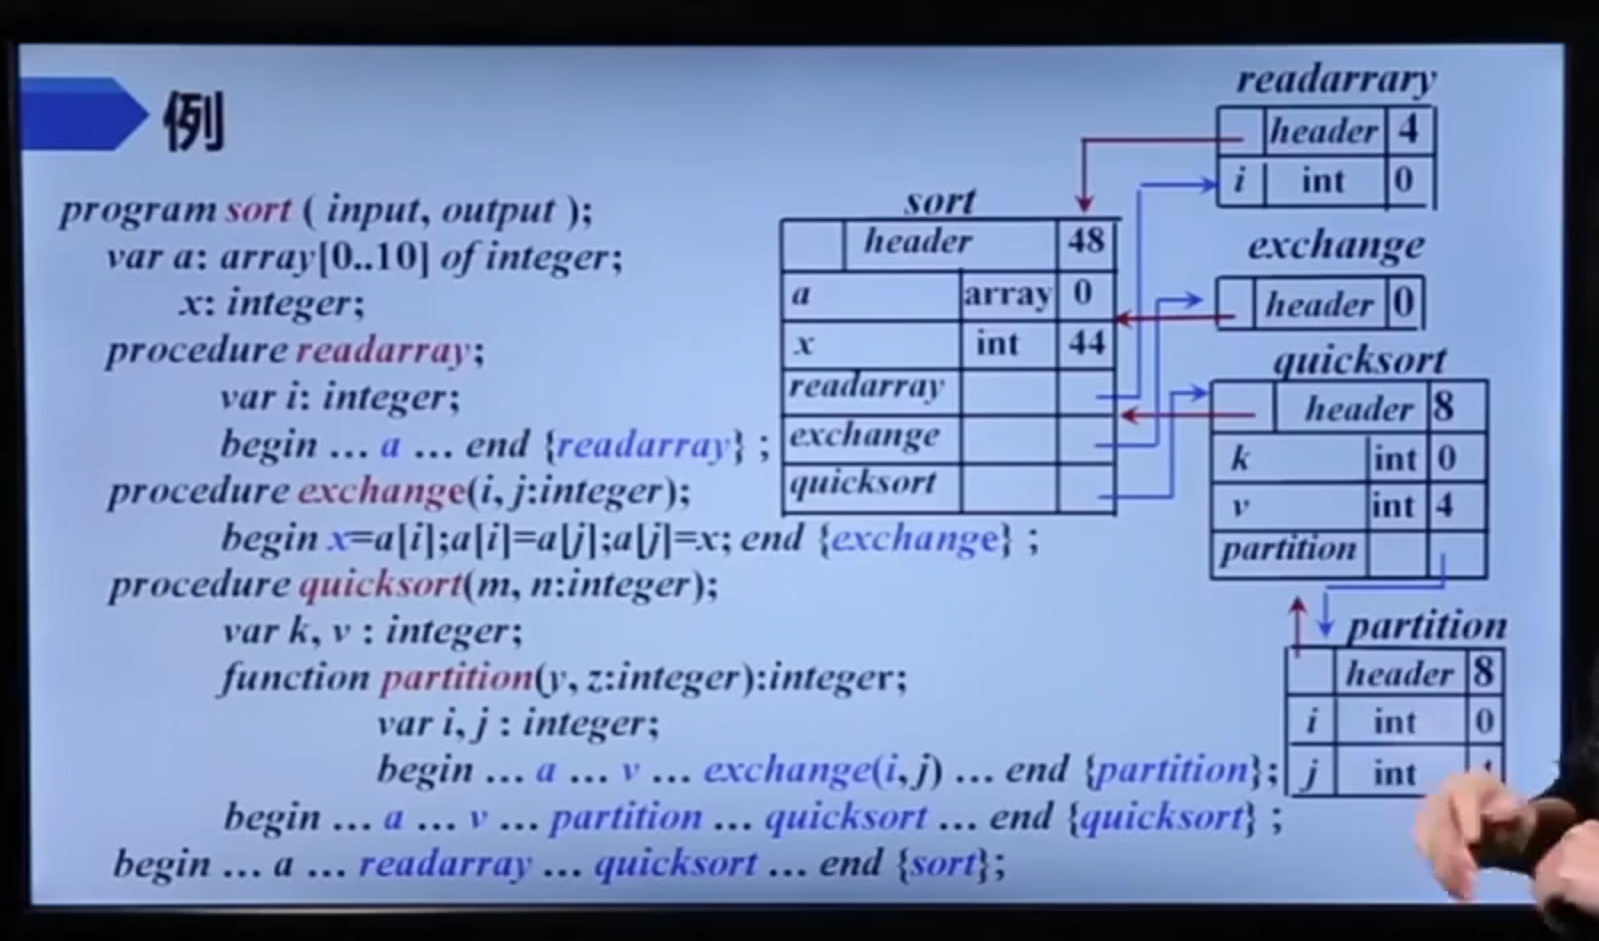 例
program sort ( input, output );
var a: array[0..10] of integer;
x: integer;
procedure readarray;
var i: integer;
begin ... a ... end {readarray} ;
procedure exchange(i, j:integer);
begin x=a[i];a[i]=a[j];a[j]=x; end {exchange} ;
procedure quicksort(m, n:integer);
var k, v : integer;
function partition(y, z:integer):integer;
var i, j : integer;
begin ... a ... v ... exchange(i, j) ... end {partition};
begin ... a ... v ... partition ... quicksort ... end {quicksort} ;
begin ... a ... readarray ... quicksort ... end {sort};
sort
header 48
a array 0
x int 44
readarray
exchange
quicksort
readarrary
header 4
i int 0
exchange
header 0
quicksort
header 8
k int 0
v int 4
partition
partition
header 8
i int 0
j int